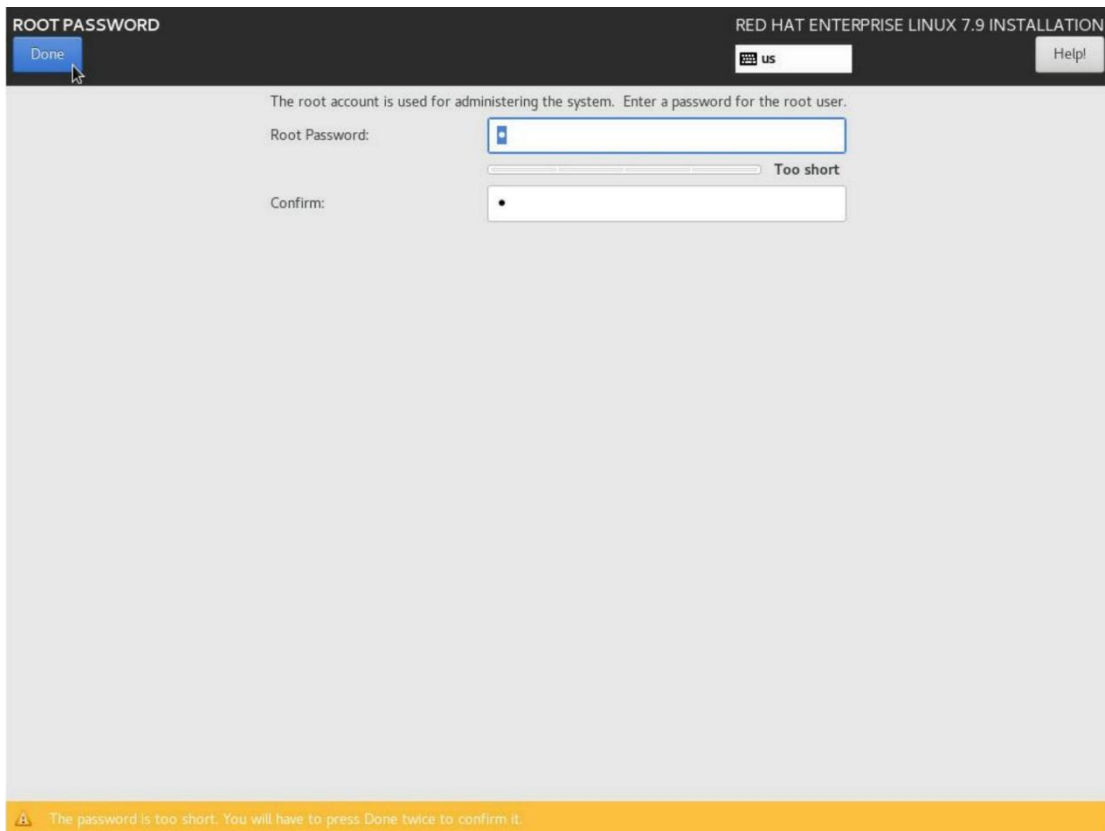 ROOT PASSWORD
RED HAT ENTERPRISE LINUX 7.9 INSTALLATION
Done
us
Help!
The root account is used for administering the system. Enter a password for the root user.
Root Password:
Too short
Confirm:
The password is too short. You will have to press Done twice to confirm it.